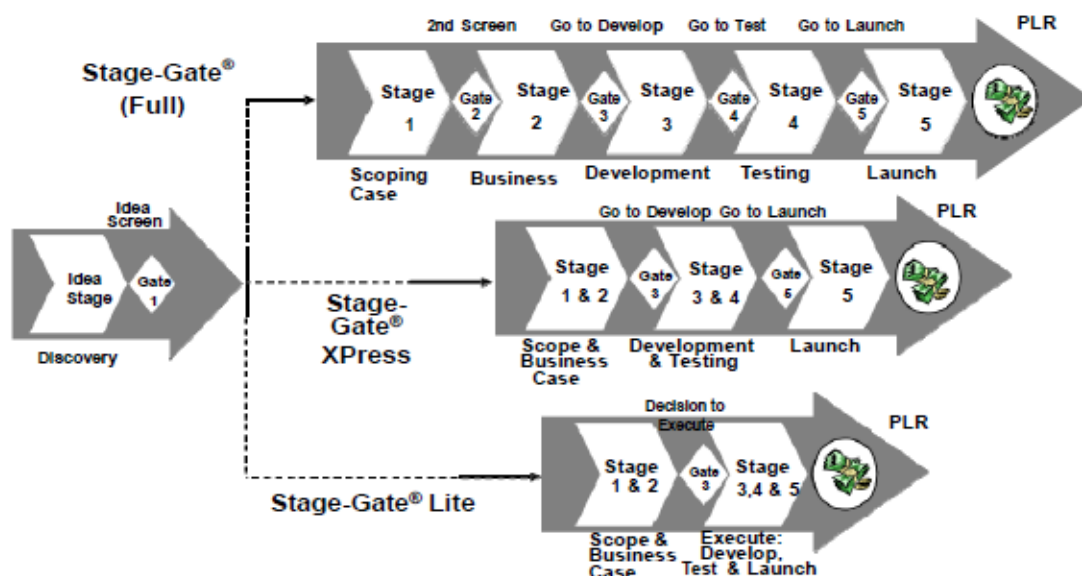 2nd Screen Go to Develop Go to Test Go to Launch PLR
Stage-Gate®
(Full)
Stage Gate Stage Gate Stage Gate Stage Gate Stage
1 2 2 3 3 4 4 5 5
Scoping
Case
Business
Development
Testing
Launch
Idea
Screen
Idea
Stage
Gate
1
Discovery
Go to Develop Go to Launch PLR
Stage-
Gate®
XPress
Stage Gate Stage Gate Stage
1 & 2 3 3 & 4 5 5
Scope &
Business
Case
Development
& Testing
Launch
Decision to
Execute
PLR
Stage-Gate® Lite
Stage Gate Stage
1 & 2 3 3,4 & 5
Scope &
Business
Case
Execute:
Develop,
Test & Launch